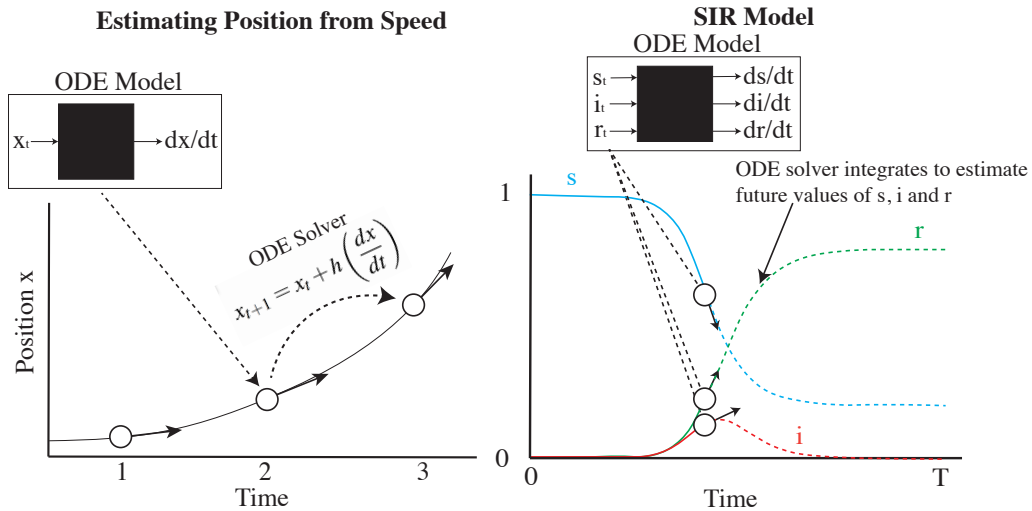 Estimating Position from Speed
ODE Model
xₜ
dx/dt
ODE Solver
xₜ₊₁ = xₜ + h(dx/dt)
Position x
1
2
3
Time
SIR Model
ODE Model
sₜ
ds/dt
iₜ
di/dt
rₜ
dr/dt
ODE solver integrates to estimate
future values of s, i and r
1
s
r
i
0
0
T
Time